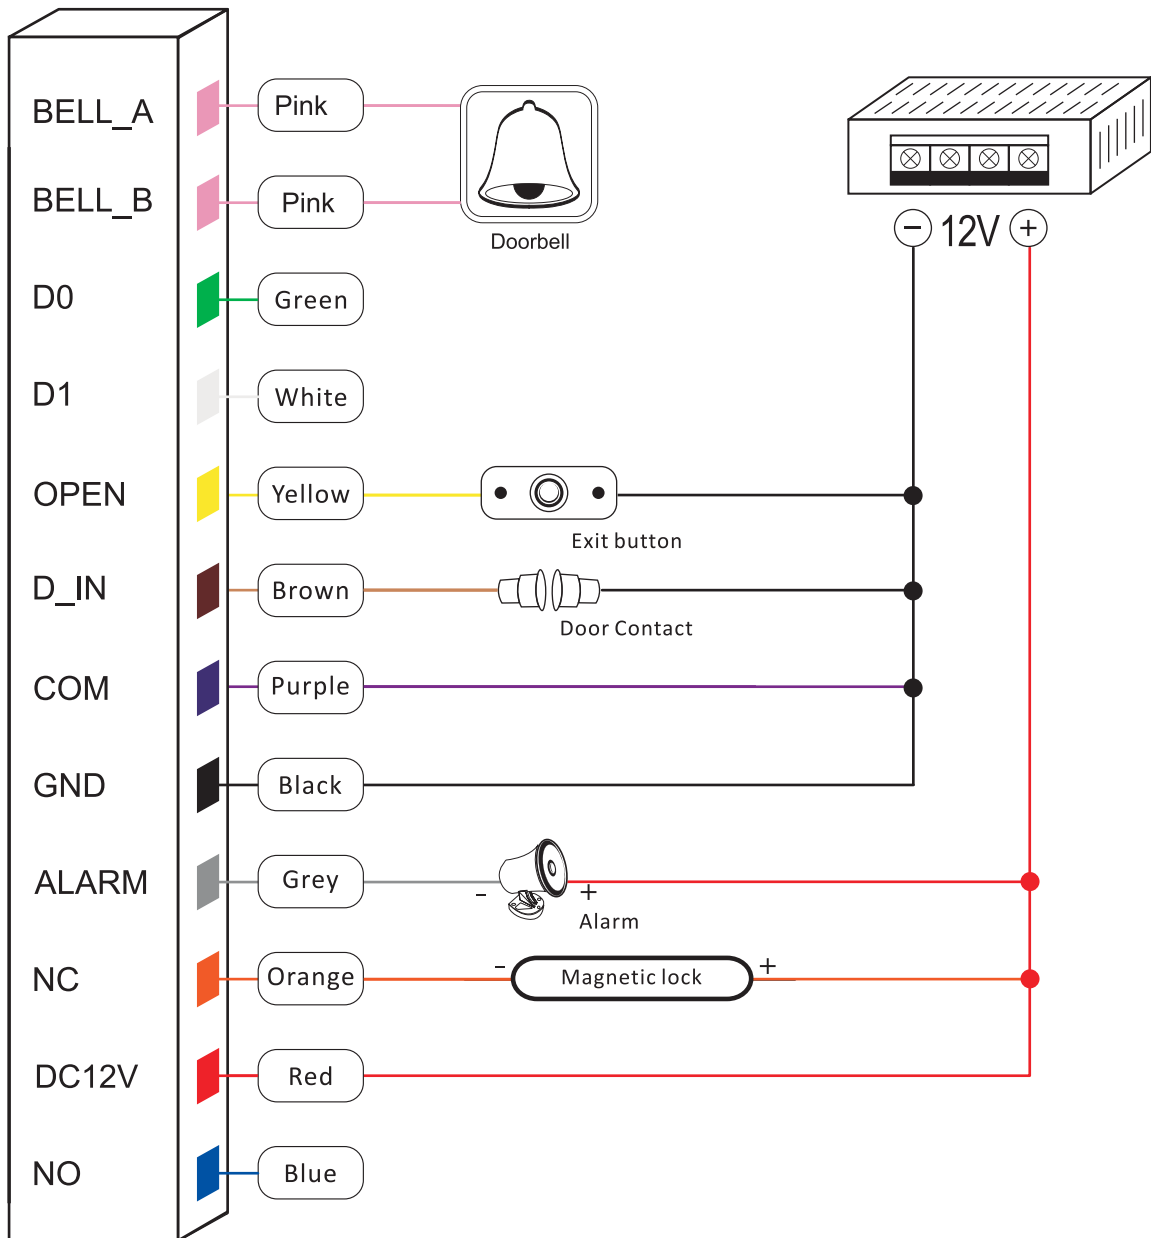 BELL_A Pink
BELL_B Pink
Doorbell
− 12V +
D0 Green
D1 White
OPEN Yellow
Exit button
D_IN Brown
Door Contact
COM Purple
GND Black
ALARM Grey - +
Alarm
NC Orange - Magnetic lock +
DC12V Red
NO Blue